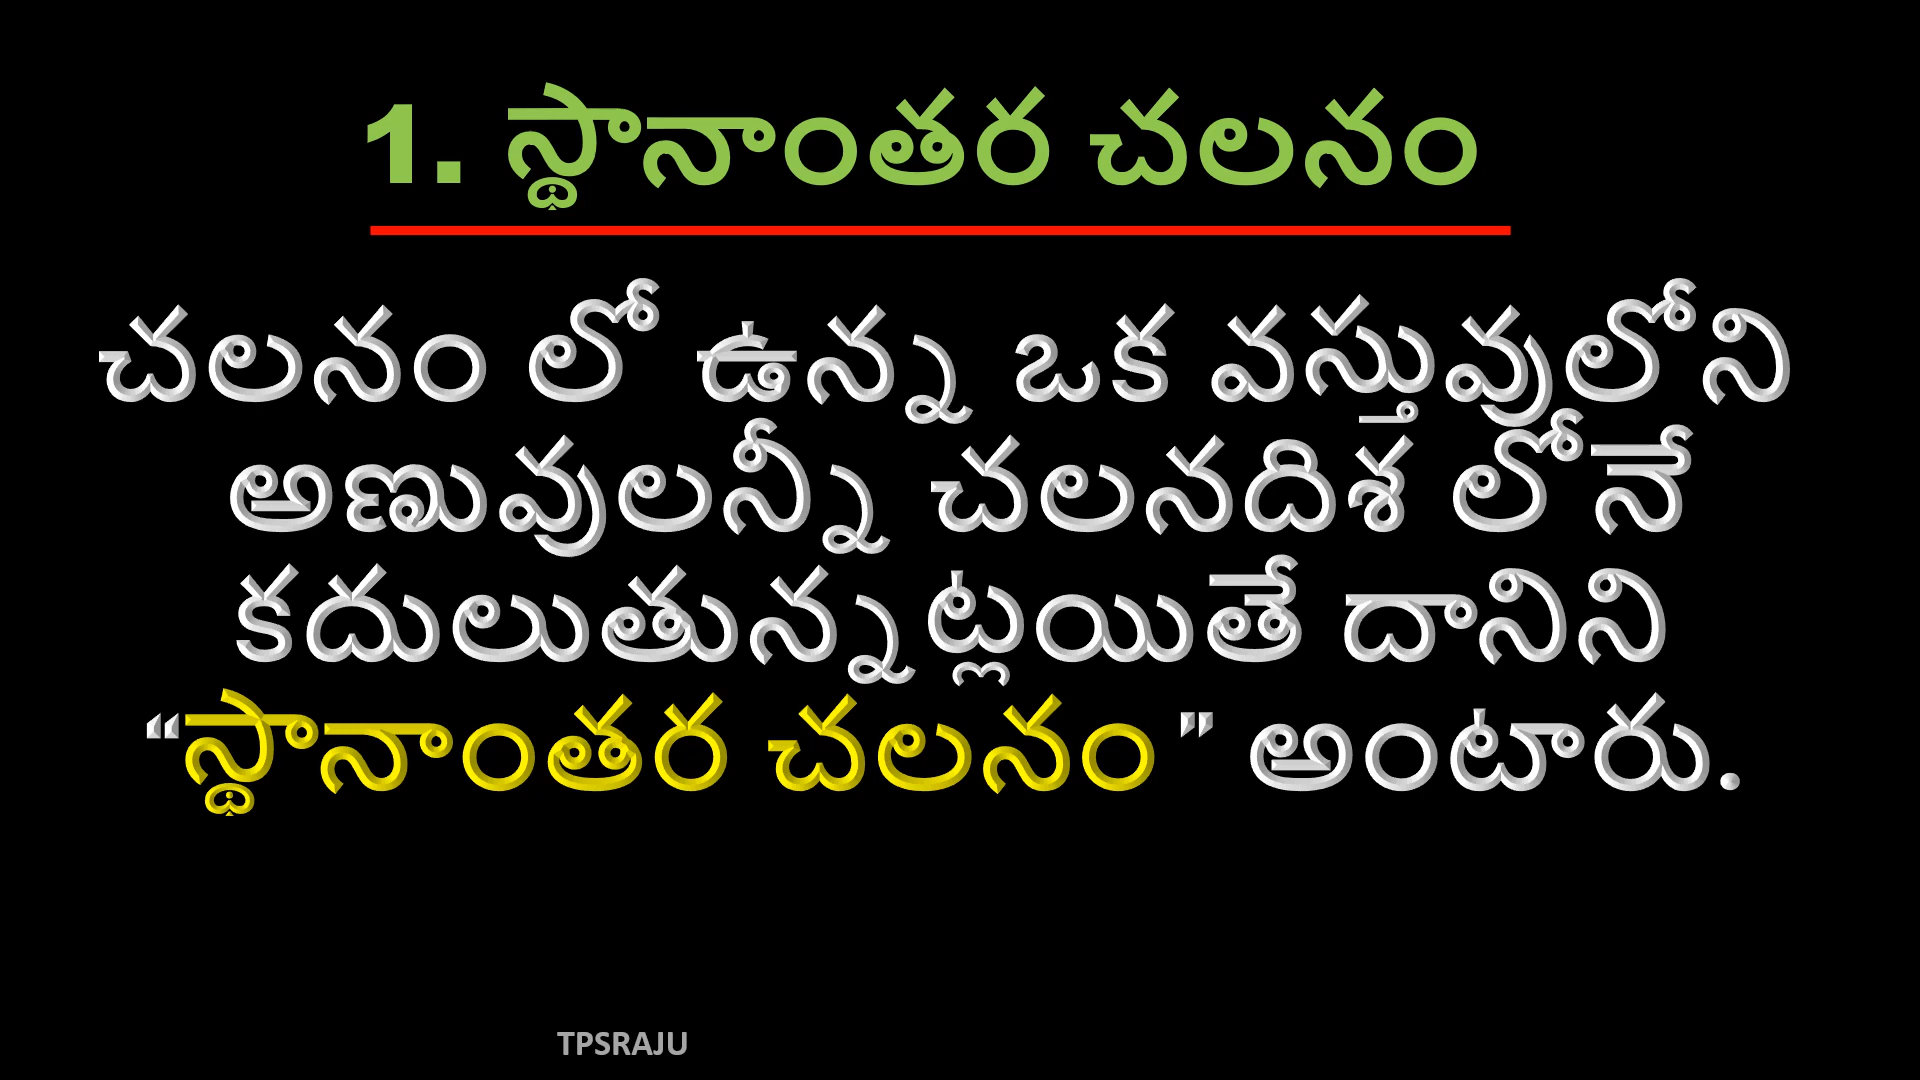 1. స్థానాంతర చలనం
చలనం లో ఉన్న ఒక వస్తువులోని
అణువులన్నీ చలనదిశ లోనే
కదులుతున్నట్లయితే దానిని
“స్థానాంతర చలనం ” అంటారు.
TPSRAJU